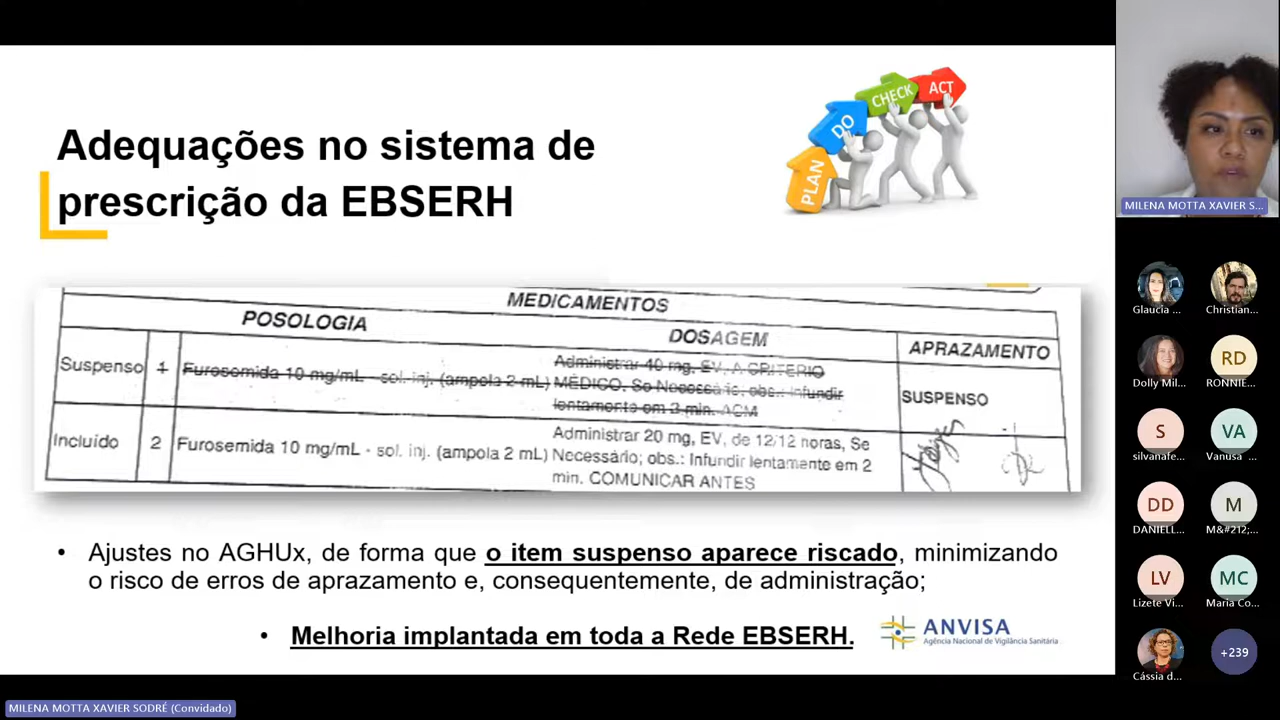 Adequações no sistema de
prescrição da EBSERH
PLAN
DO
CHECK
ACT
MEDICAMENTOS
POSOLOGIA
DOSAGEM
APRAZAMENTO
Suspenso
1
Furosemida 10 mg/mL - sol. inj. (ampola 2 mL)
Administrar 40 mg, EV, A CRITERIO
MÉDICO, Se Necessário; obs.: Infundir
lentamente em 2 min. ACM
SUSPENSO
Incluído
2
Furosemida 10 mg/mL - sol. inj. (ampola 2 mL)
Administrar 20 mg, EV, de 12/12 horas, Se
Necessário; obs.: Infundir lentamente em 2
min. COMUNICAR ANTES
• Ajustes no AGHUx, de forma que o item suspenso aparece riscado, minimizando
o risco de erros de aprazamento e, consequentemente, de administração;
• Melhoria implantada em toda a Rede EBSERH.
ANVISA
Agência Nacional de Vigilância Sanitária
MILENA MOTTA XAVIER S...
Glaucia ...
Christian...
Dolly Mil...
RD
RONNIE...
S
silvanafe...
VA
Vanusa ...
DD
DANIELL...
M
M&#212;...
LV
Lizete Vi...
MC
Maria Co...
Cássia d...
+239
MILENA MOTTA XAVIER SODRÉ (Convidado)